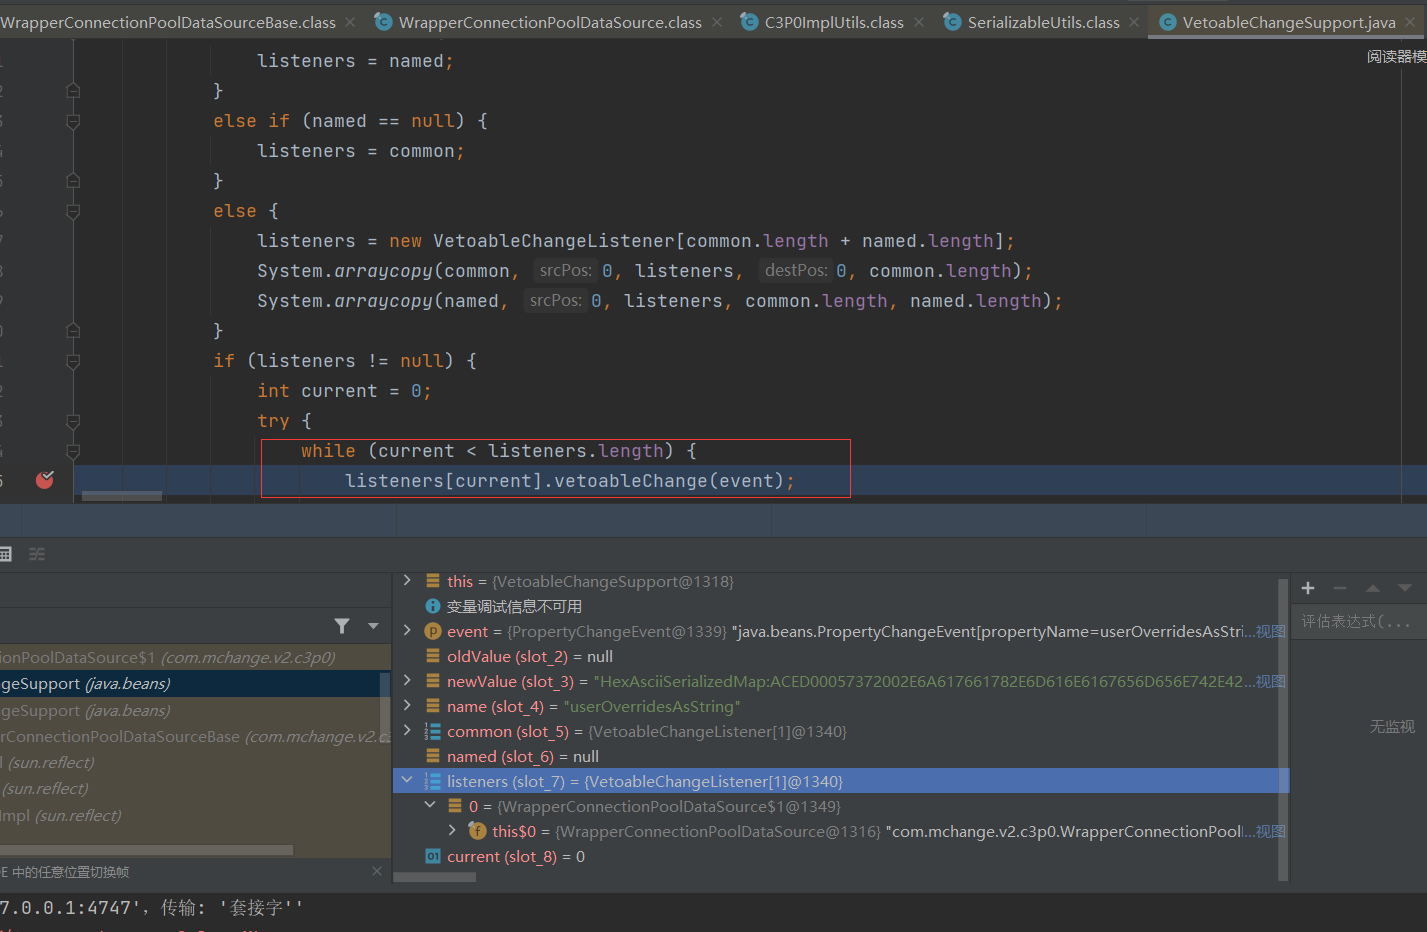 WrapperConnectionPoolDataSourceBase.class
WrapperConnectionPoolDataSource.class
C3P0ImplUtils.class
SerializableUtils.class
VetoableChangeSupport.java
阅读器模
listeners = named;
}
else if (named == null) {
listeners = common;
}
else {
listeners = new VetoableChangeListener[common.length + named.length];
System.arraycopy(common, srcPos: 0, listeners, destPos: 0, common.length);
System.arraycopy(named, srcPos: 0, listeners, common.length, named.length);
}
if (listeners != null) {
int current = 0;
try {
while (current < listeners.length) {
listeners[current].vetoableChange(event);
ionPoolDataSource$1 (com.mchange.v2.c3p0)
geSupport (java.beans)
geSupport (java.beans)
rConnectionPoolDataSourceBase (com.mchange.v2.c3
l (sun.reflect)
(sun.reflect)
Impl (sun.reflect)
E 中的任意位置切换帧
this = {VetoableChangeSupport@1318}
变量调试信息不可用
event = {PropertyChangeEvent@1339} "java.beans.PropertyChangeEvent[propertyName=userOverridesAsStri...视图
oldValue (slot_2) = null
newValue (slot_3) = "HexAsciiSerializedMap:ACED00057372002E6A617661782E6D616E6167656D656E742E42...视图
name (slot_4) = "userOverridesAsString"
common (slot_5) = {VetoableChangeListener[1]@1340}
named (slot_6) = null
listeners (slot_7) = {VetoableChangeListener[1]@1340}
0 = {WrapperConnectionPoolDataSource$1@1349}
this$0 = {WrapperConnectionPoolDataSource@1316} "com.mchange.v2.c3p0.WrapperConnectionPool...视图
current (slot_8) = 0
评估表达式(...
无监视
7.0.0.1:4747', 传输: '套接字''